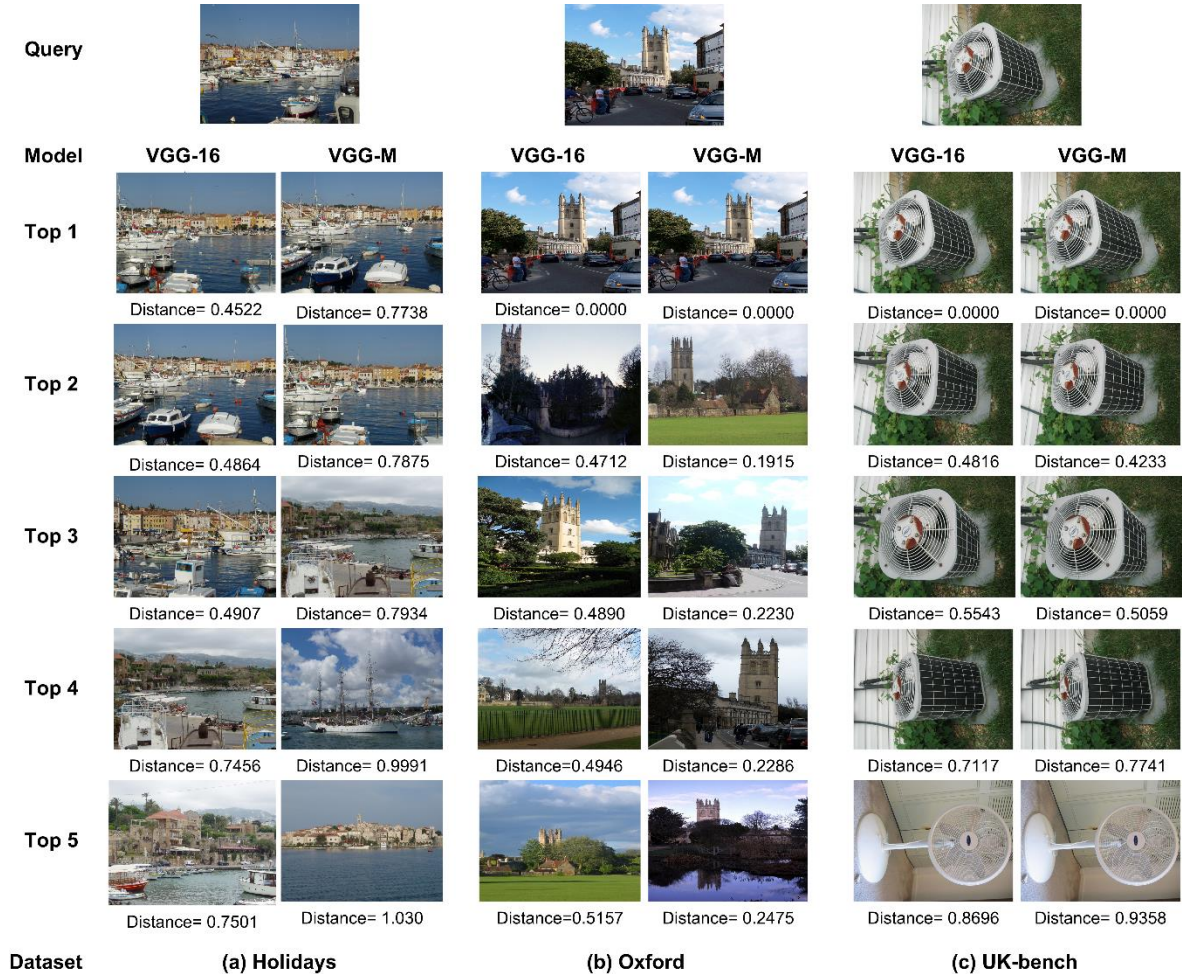 Query
Model VGG-16 VGG-M VGG-16 VGG-M VGG-16 VGG-M
Top 1
Distance= 0.4522 Distance= 0.7738 Distance= 0.0000 Distance= 0.0000 Distance= 0.0000 Distance= 0.0000
Top 2
Distance= 0.4864 Distance= 0.7875 Distance= 0.4712 Distance= 0.1915 Distance= 0.4816 Distance= 0.4233
Top 3
Distance= 0.4907 Distance= 0.7934 Distance= 0.4890 Distance= 0.2230 Distance= 0.5543 Distance= 0.5059
Top 4
Distance= 0.7456 Distance= 0.9991 Distance=0.4946 Distance= 0.2286 Distance= 0.7117 Distance= 0.7741
Top 5
Distance= 0.7501 Distance= 1.030 Distance=0.5157 Distance= 0.2475 Distance= 0.8696 Distance= 0.9358
Dataset (a) Holidays (b) Oxford (c) UK-bench